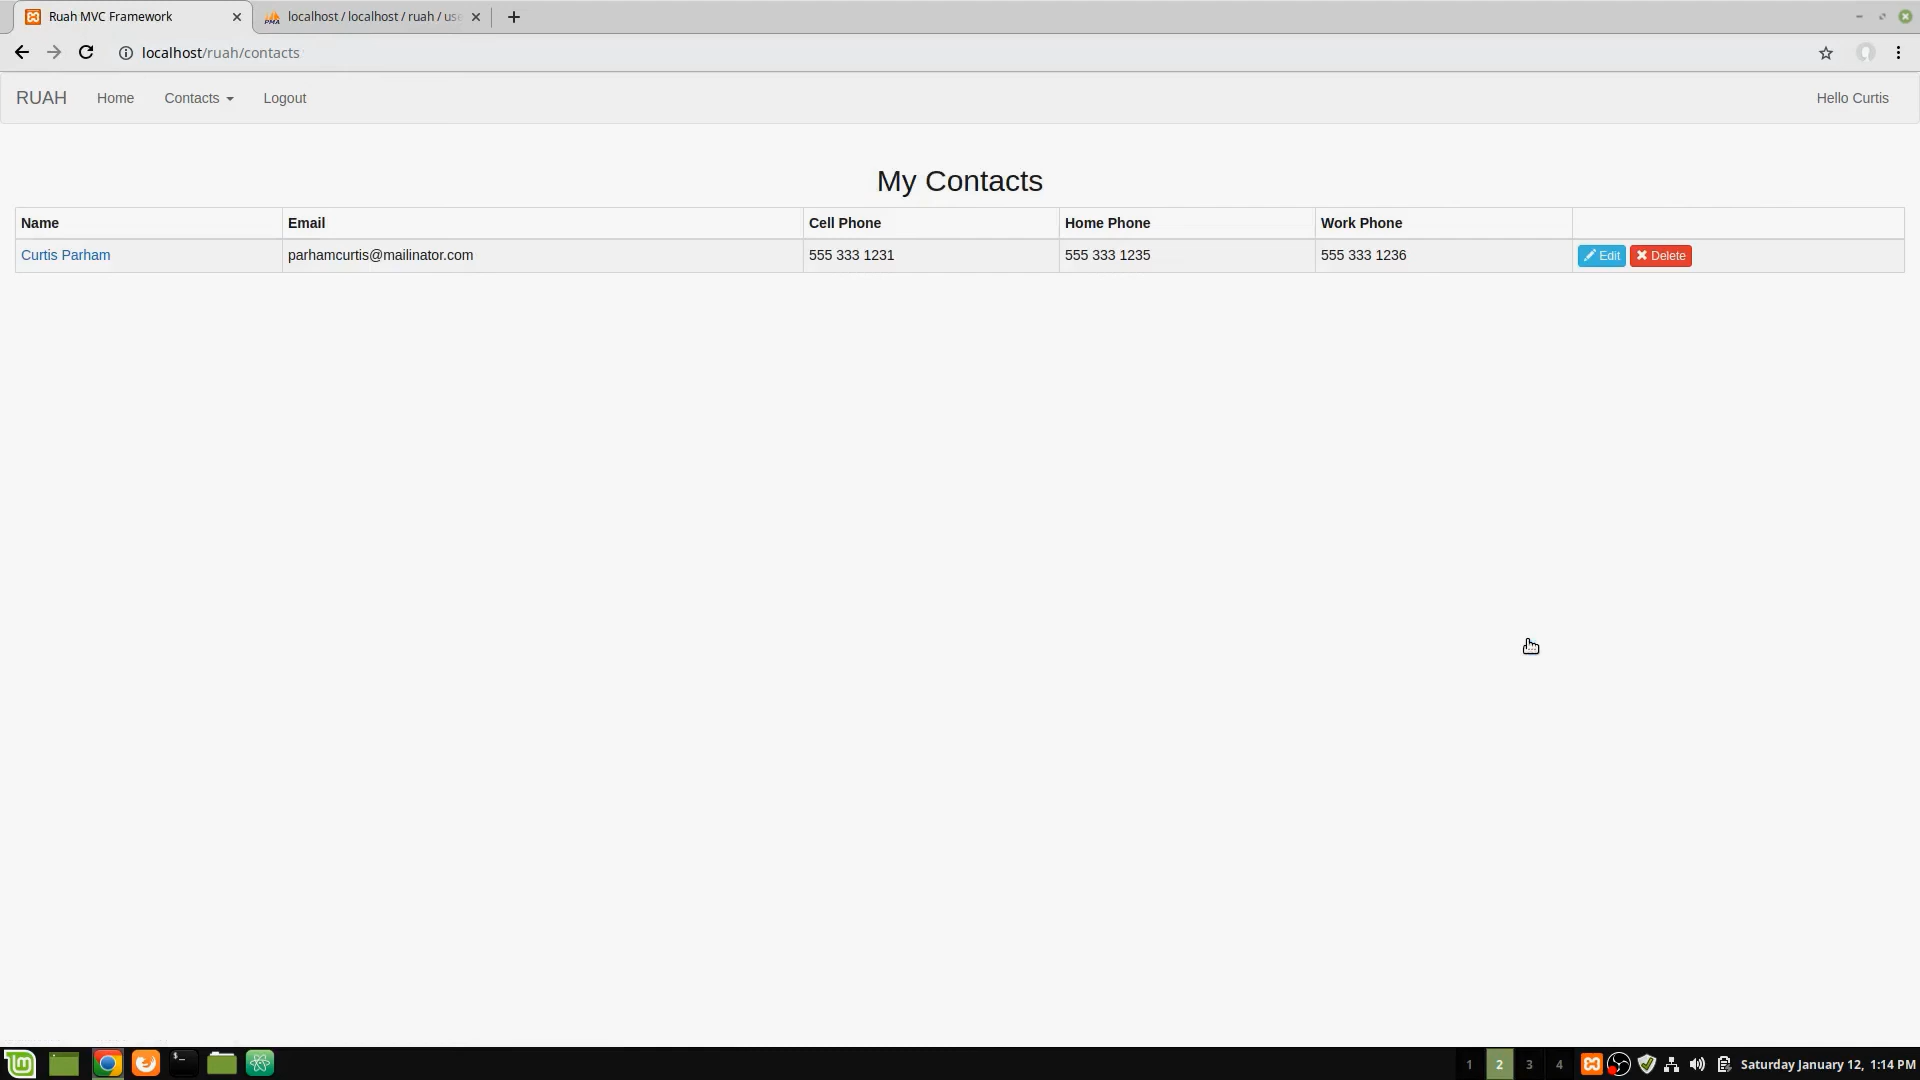 Ruah MVC Framework
localhost / localhost / ruah / use
localhost/ruah/contacts
RUAH Home Contacts Logout Hello Curtis
My Contacts
Name Email Cell Phone Home Phone Work Phone
Curtis Parham parhamcurtis@mailinator.com 555 333 1231 555 333 1235 555 333 1236 Edit Delete
1 2 3 4 Saturday January 12, 1:14 PM